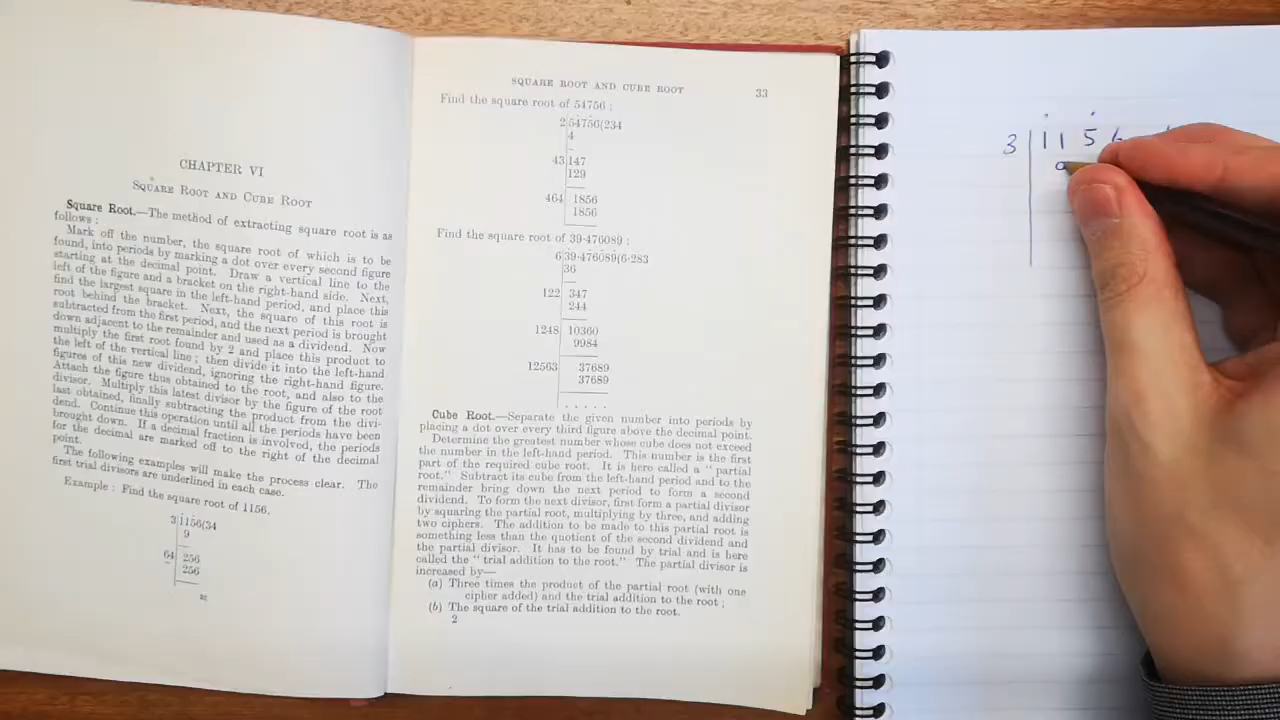 CHAPTER VI
SQUARE ROOT AND CUBE ROOT
Square Root.—The method of extracting square root is as
follows :
Mark off the number, the square root of which is to be
found, into periods by marking a dot over every second figure
starting at the decimal point. Draw a vertical line to the
left of the figure and a bracket on the right-hand side. Next,
find the largest square in the left-hand period, and place this
root behind the bracket. Next, the square of this root is
subtracted from the first period, and the next period is brought
down adjacent to the remainder and used as a dividend. Now
multiply the first root found by 2 and place this product to
the left of the vertical line; then divide it into the left-hand
figures of this new dividend, ignoring the right-hand figure.
Attach the figure thus obtained to the root, and also to the
divisor. Multiply this latest divisor by the figure of the root
last obtained, finally subtracting the product from the divi-
dend. Continue this operation until all the periods have been
brought down. If a decimal fraction is involved, the periods
for the decimal are marked off to the right of the decimal
point.
The following examples will make the process clear. The
first trial divisors are underlined in each case.
Example : Find the square root of 1156.
3|1156(34
9
64 256
256
SQUARE ROOT AND CUBE ROOT 33
Find the square root of 54756 :
2|54756(234
4
43 147
129
464 1856
1856
Find the square root of 39·476089 :
6|39·476089(6·283
36
122 347
244
1248 10360
9984
12563 37689
37689
. . . . .
Cube Root.—Separate the given number into periods by
placing a dot over every third figure above the decimal point.
Determine the greatest number whose cube does not exceed
the number in the left-hand period. This number is the first
part of the required cube root. It is here called a “ partial
root.” Subtract its cube from the left-hand period and to the
remainder bring down the next period to form a second
dividend. To form the next divisor, first form a partial divisor
by squaring the partial root, multiplying by three, and adding
two ciphers. The addition to be made to this partial root is
something less than the quotient of the second dividend and
the partial divisor. It has to be found by trial and is here
called the “ trial addition to the root.” The partial divisor is
increased by—
(a) Three times the product of the partial root (with one
cipher added) and the trial addition to the root ;
(b) The square of the trial addition to the root.
2
3 | 1 1 5 6